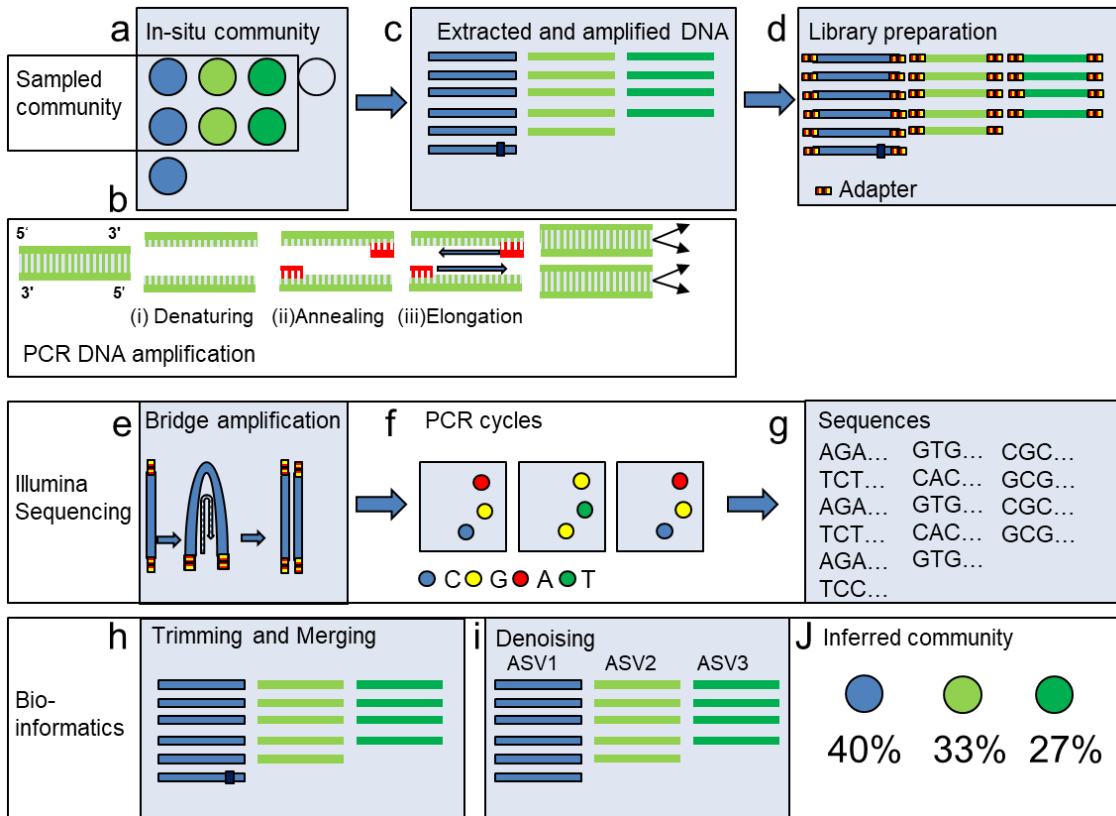 a
In-situ community
Sampled
community
c
Extracted and amplified DNA
d
Library preparation
Adapter
b
5‘
3'
3'
5‘
(i) Denaturing
(ii)Annealing
(iii)Elongation
PCR DNA amplification
Illumina
Sequencing
e
Bridge amplification
f
PCR cycles
C G A T
g
Sequences
AGA… GTG… CGC…
TCT… CAC… GCG…
AGA… GTG… CGC…
TCT… CAC… GCG…
AGA… GTG…
TCC…
Bio-
informatics
h
Trimming and Merging
i
Denoising
ASV1 ASV2 ASV3
J
Inferred community
40% 33% 27%